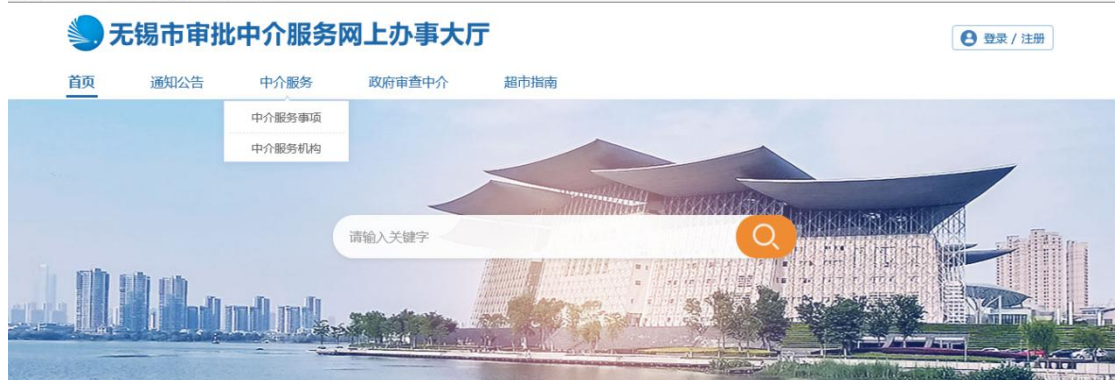 无锡市审批中介服务网上办事大厅
登录 / 注册
首页 通知公告 中介服务 政府审查中介 超市指南
中介服务事项
中介服务机构
请输入关键字